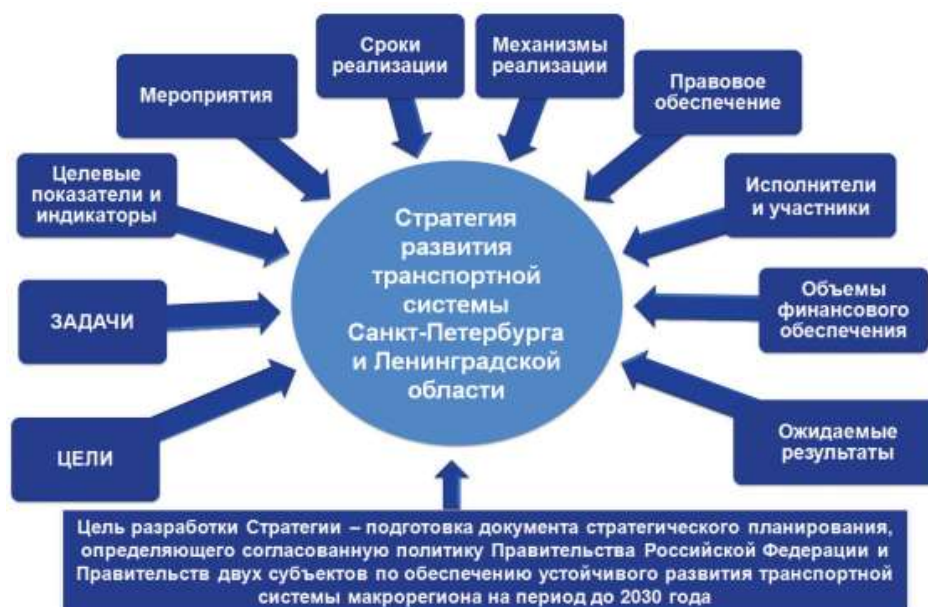 Сроки
реализации
Механизмы
реализации
Мероприятия
Правовое
обеспечение
Целевые
показатели и
индикаторы
Исполнители
и участники
Стратегия
развития
транспортной
системы
Санкт-Петербурга
и Ленинградской
области
ЗАДАЧИ
Объемы
финансового
обеспечения
ЦЕЛИ
Ожидаемые
результаты
Цель разработки Стратегии – подготовка документа стратегического планирования,
определяющего согласованную политику Правительства Российской Федерации и
Правительств двух субъектов по обеспечению устойчивого развития транспортной
системы макрорегиона на период до 2030 года